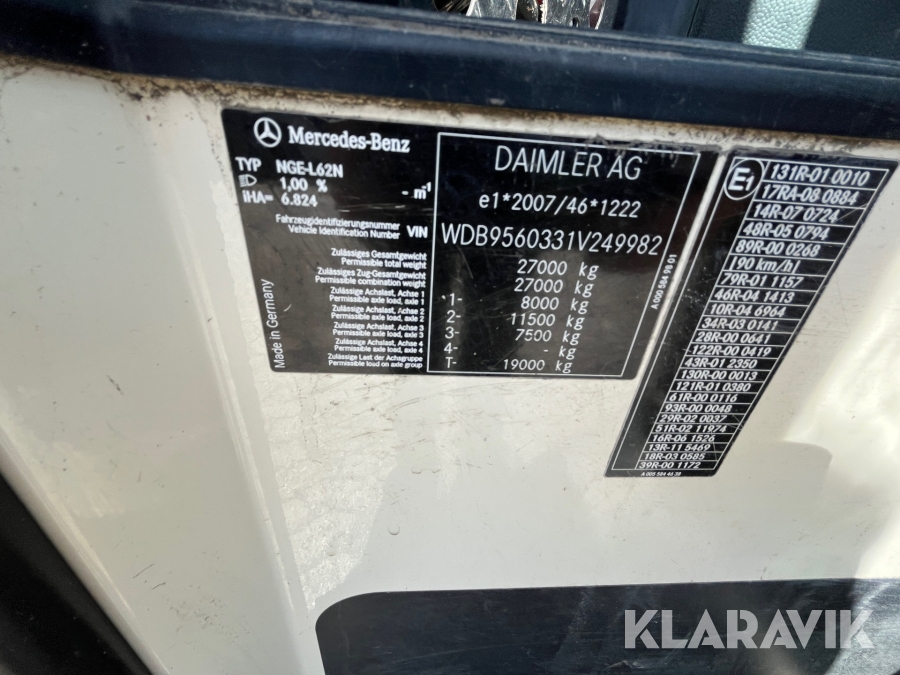 Mercedes-Benz
TYP NGE-L62N
1,00 % - m⁻¹
iHA= 6.824
Fahrzeugidentifizierungsnummer
Vehicle Identification Number VIN
Zulässiges Gesamtgewicht
Permissible total weight
Zulässiges Zug-Gesamtgewicht
Permissible combination weight
Zulässige Achslast, Achse 1
Permissible axle load, axle 1
Zulässige Achslast, Achse 2
Permissible axle load, axle 2
Zulässige Achslast, Achse 3
Permissible axle load, axle 3
Zulässige Achslast, Achse 4
Permissible axle load, axle 4
Zulässige Last der Achsgruppe
Permissible load on axle group
Made in Germany
DAIMLER AG
e1*2007/46*1222
WDB9560331V249982
27000 kg
27000 kg
1- 8000 kg
2- 11500 kg
3- 7500 kg
4- - kg
T- 19000 kg
A 000 584 98 01
E1
131R-01 0010
17RA-08 0884
14R-07 0724
48R-05 0794
89R-00 0268
|90 km/h|
79R-01 1157
46R-04 1413
10R-04 6964
34R-03 0141
28R-00 0641
122R-00 0419
43R-01 2350
130R-00 0013
121R-01 0380
61R-00 0116
93R-00 0048
29R-02 0037
51R-02 11974
16R-06 1526
13R-11 5469
18R-03 0585
39R-00 1172
A 005 584 46 38
KLARAVIK